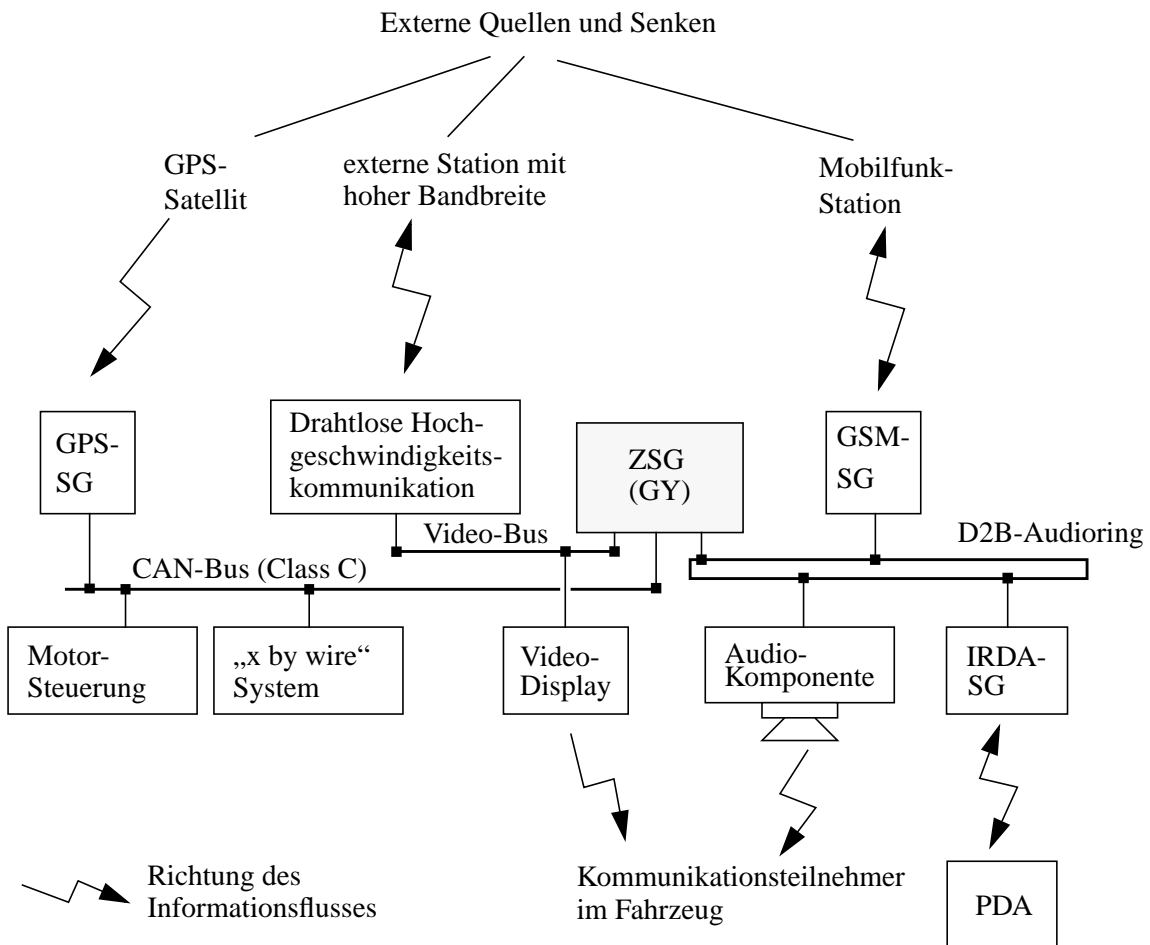 Externe Quellen und Senken
GPS-
Satellit
externe Station mit
hoher Bandbreite
Mobilfunk-
Station
GPS-
SG
Drahtlose Hoch-
geschwindigkeits-
kommunikation
ZSG
(GY)
GSM-
SG
Video-Bus
D2B-Audioring
CAN-Bus (Class C)
Motor-
Steuerung
„x by wire“
System
Video-
Display
Audio-
Komponente
IRDA-
SG
Richtung des
Informationsflusses
Kommunikationsteilnehmer
im Fahrzeug
PDA